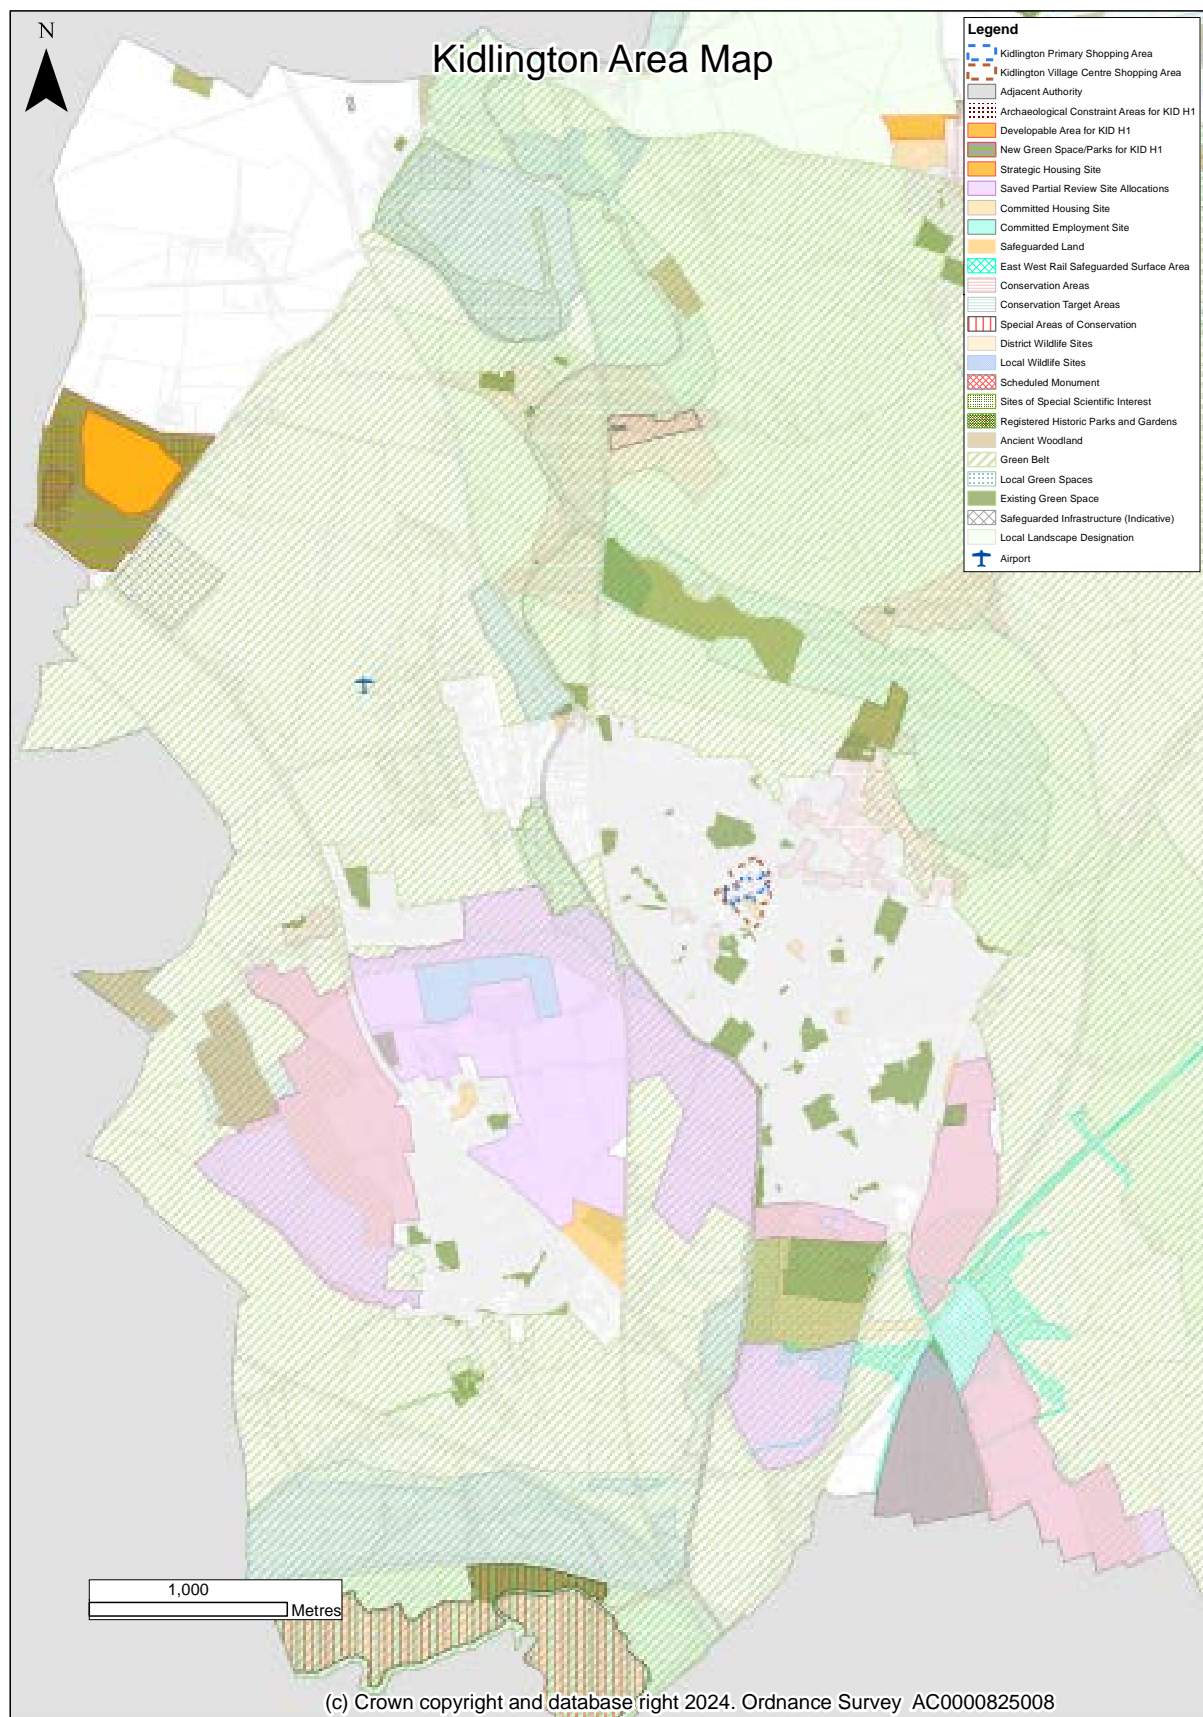 N
Kidlington Area Map
Legend
Kidlington Primary Shopping Area
Kidlington Village Centre Shopping Area
Adjacent Authority
Archaeological Constraint Areas for KID H1
Developable Area for KID H1
New Green Space/Parks for KID H1
Strategic Housing Site
Saved Partial Review Site Allocations
Committed Housing Site
Committed Employment Site
Safeguarded Land
East West Rail Safeguarded Surface Area
Conservation Areas
Conservation Target Areas
Special Areas of Conservation
District Wildlife Sites
Local Wildlife Sites
Scheduled Monument
Sites of Special Scientific Interest
Registered Historic Parks and Gardens
Ancient Woodland
Green Belt
Local Green Spaces
Existing Green Space
Safeguarded Infrastructure (Indicative)
Local Landscape Designation
Airport
1,000
Metres
(c) Crown copyright and database right 2024. Ordnance Survey AC0000825008